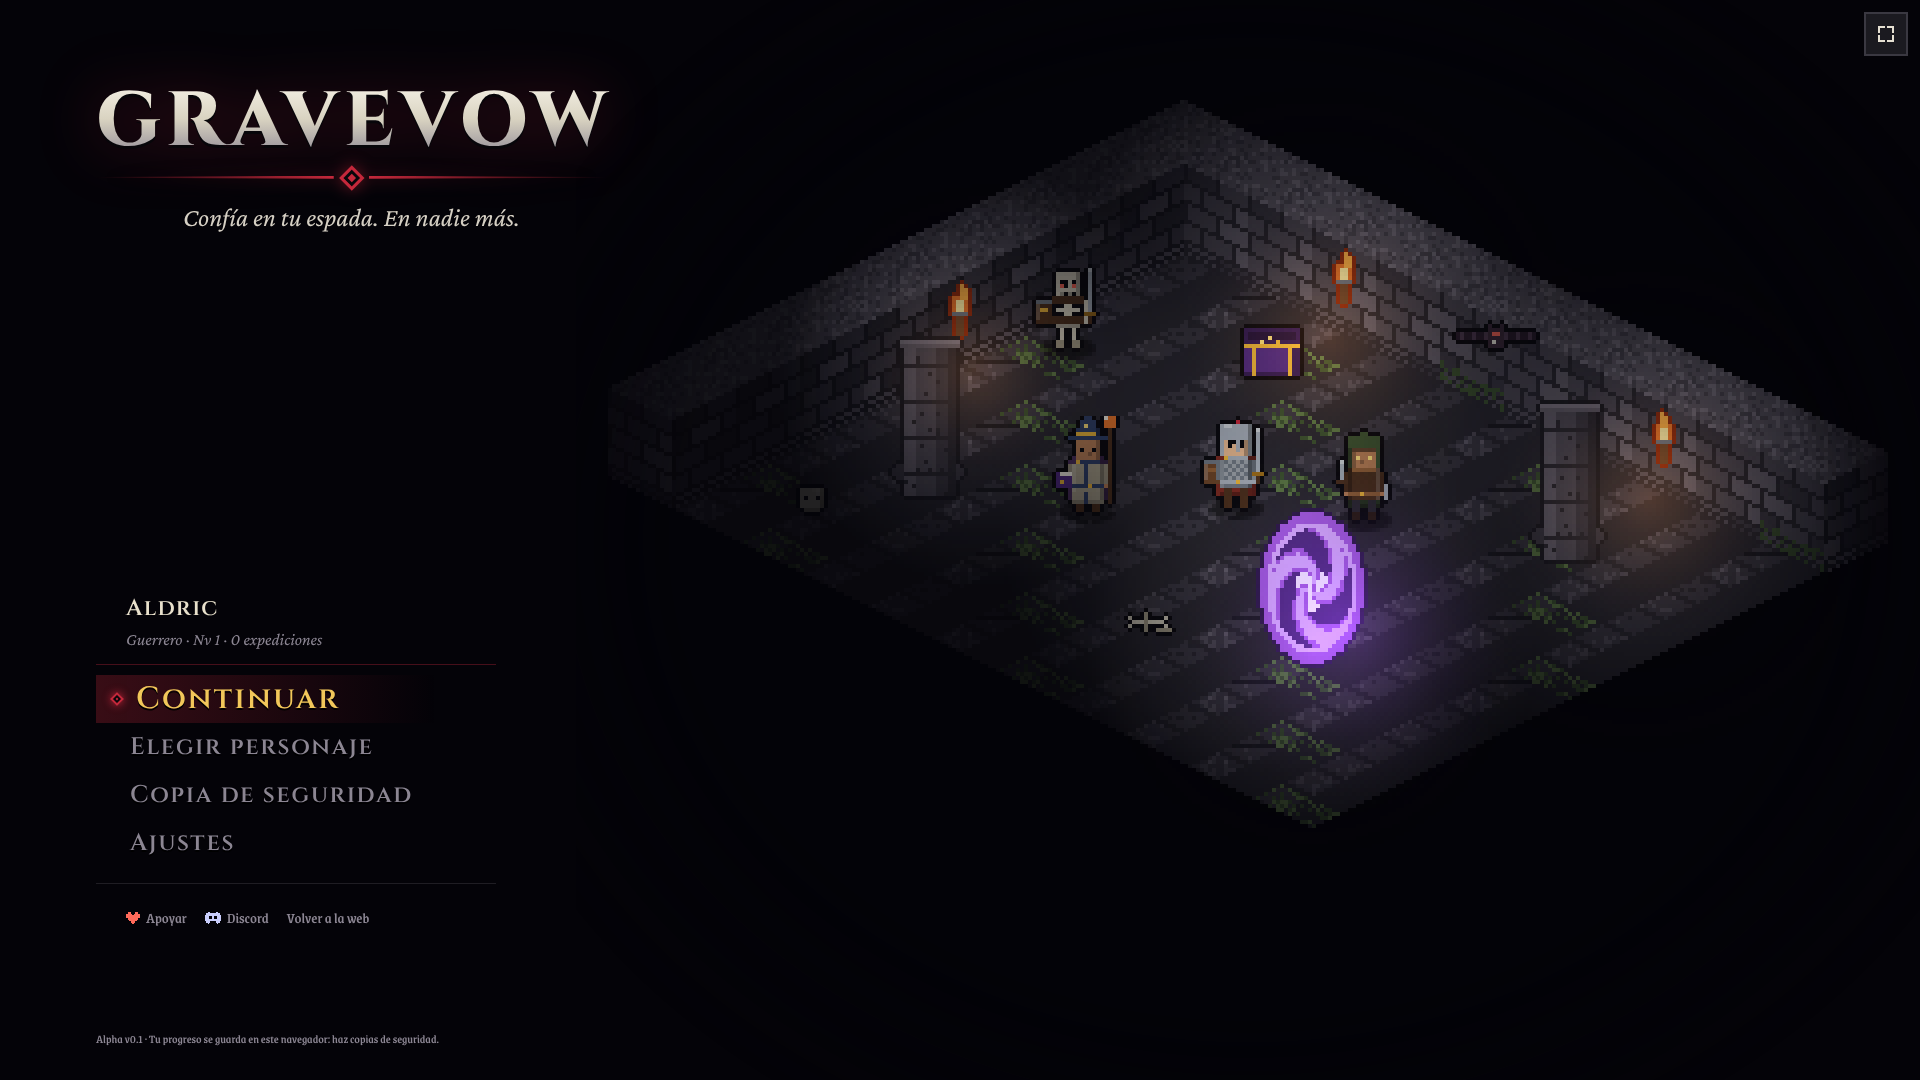 GRAVEVOW
Confía en tu espada. En nadie más.
Aldric
Guerrero · Nv 1 · 0 expediciones
Continuar
Elegir personaje
Copia de seguridad
Ajustes
Apoyar Discord Volver a la web
Alpha v0.1 · Tu progreso se guarda en este navegador: haz copias de seguridad.